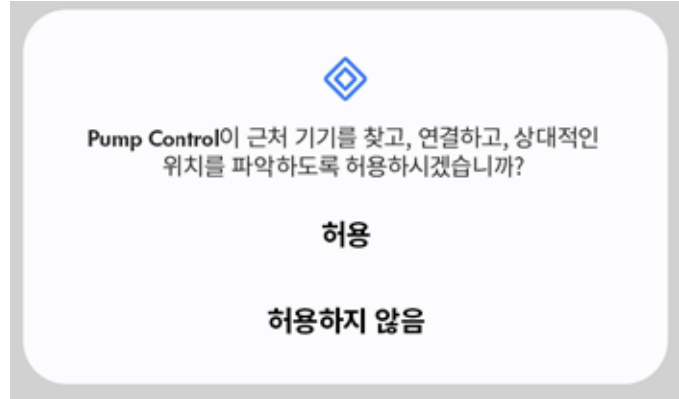 Pump Control이 근처 기기를 찾고, 연결하고, 상대적인
위치를 파악하도록 허용하시겠습니까?
허용
허용하지 않음